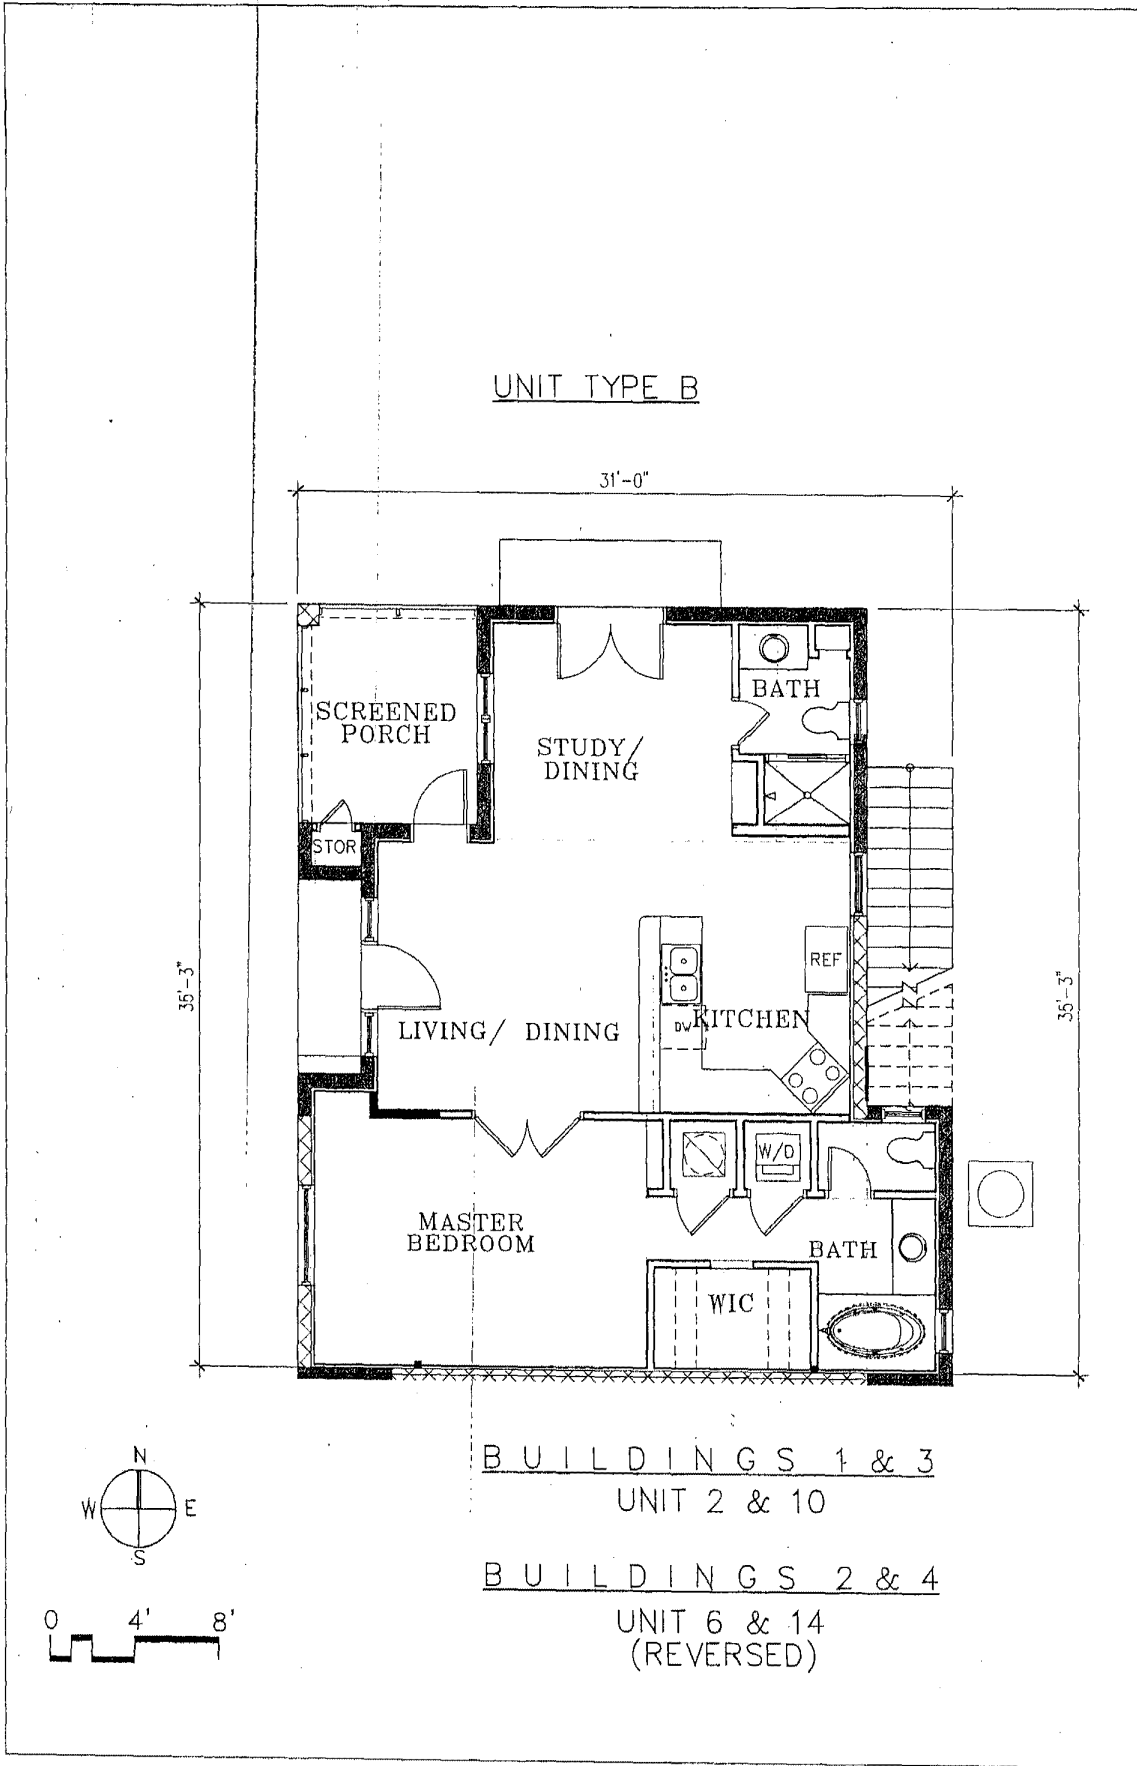 UNIT TYPE B
31'-0"
BATH
SCREENED
PORCH
STUDY/
DINING
STOR
REF
35'-3"
35'-3"
DW
KITCHEN
LIVING/ DINING
W/D
MASTER
BEDROOM
BATH
WIC
BUILDINGS 1 & 3
UNIT 2 & 10
N
W E
S
BUILDINGS 2 & 4
UNIT 6 & 14
(REVERSED)
0 4' 8'